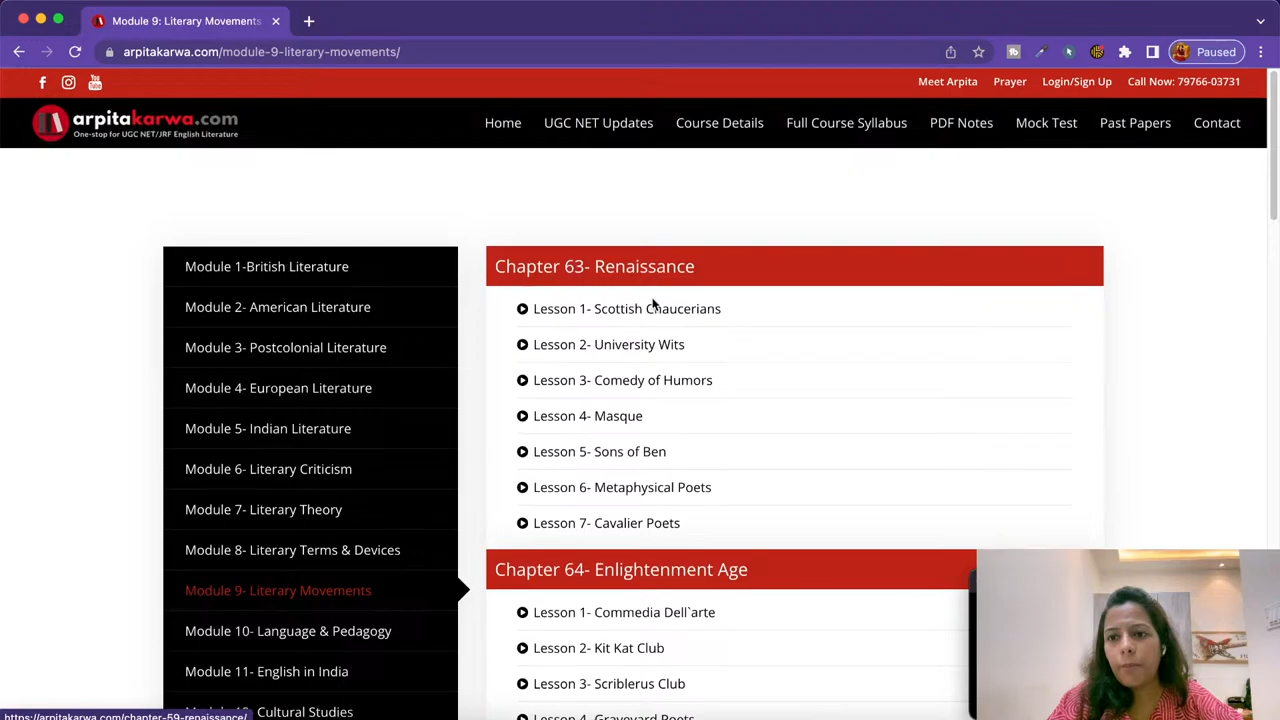 Module 9: Literary Movements
arpitakarwa.com/module-9-literary-movements/
Paused
Meet Arpita
Prayer
Login/Sign Up
Call Now: 79766-03731
arpitakarwa.com
One-stop for UGC NET/JRF English Literature
Home
UGC NET Updates
Course Details
Full Course Syllabus
PDF Notes
Mock Test
Past Papers
Contact
Module 1-British Literature
Module 2- American Literature
Module 3- Postcolonial Literature
Module 4- European Literature
Module 5- Indian Literature
Module 6- Literary Criticism
Module 7- Literary Theory
Module 8- Literary Terms & Devices
Module 9- Literary Movements
Module 10- Language & Pedagogy
Module 11- English in India
Cultural Studies
Chapter 63- Renaissance
Lesson 1- Scottish Chaucerians
Lesson 2- University Wits
Lesson 3- Comedy of Humors
Lesson 4- Masque
Lesson 5- Sons of Ben
Lesson 6- Metaphysical Poets
Lesson 7- Cavalier Poets
Chapter 64- Enlightenment Age
Lesson 1- Commedia Dell`arte
Lesson 2- Kit Kat Club
Lesson 3- Scriblerus Club
Lesson 4- Graveyard Poets
https://arpitakarwa.com/chapter-59-renaissance/